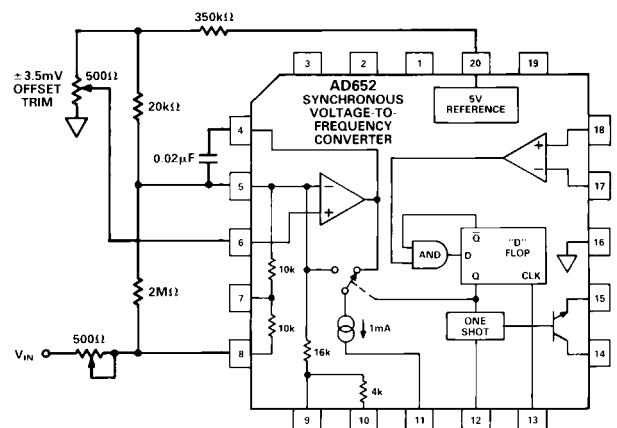 350kΩ
3
2
1
20
19
AD652
SYNCHRONOUS
VOLTAGE-TO-
FREQUENCY
CONVERTER
5V
REFERENCE
± 3.5mV
OFFSET
TRIM
500Ω
20kΩ
4
0.02μF
5
6
7
8
18
17
16
15
14
–
+
+
–
AND
Q̅
"D"
FLOP
D
Q
CLK
10k
10k
2MΩ
1mA
ONE
SHOT
500Ω
VIN
16k
4k
9
10
11
12
13